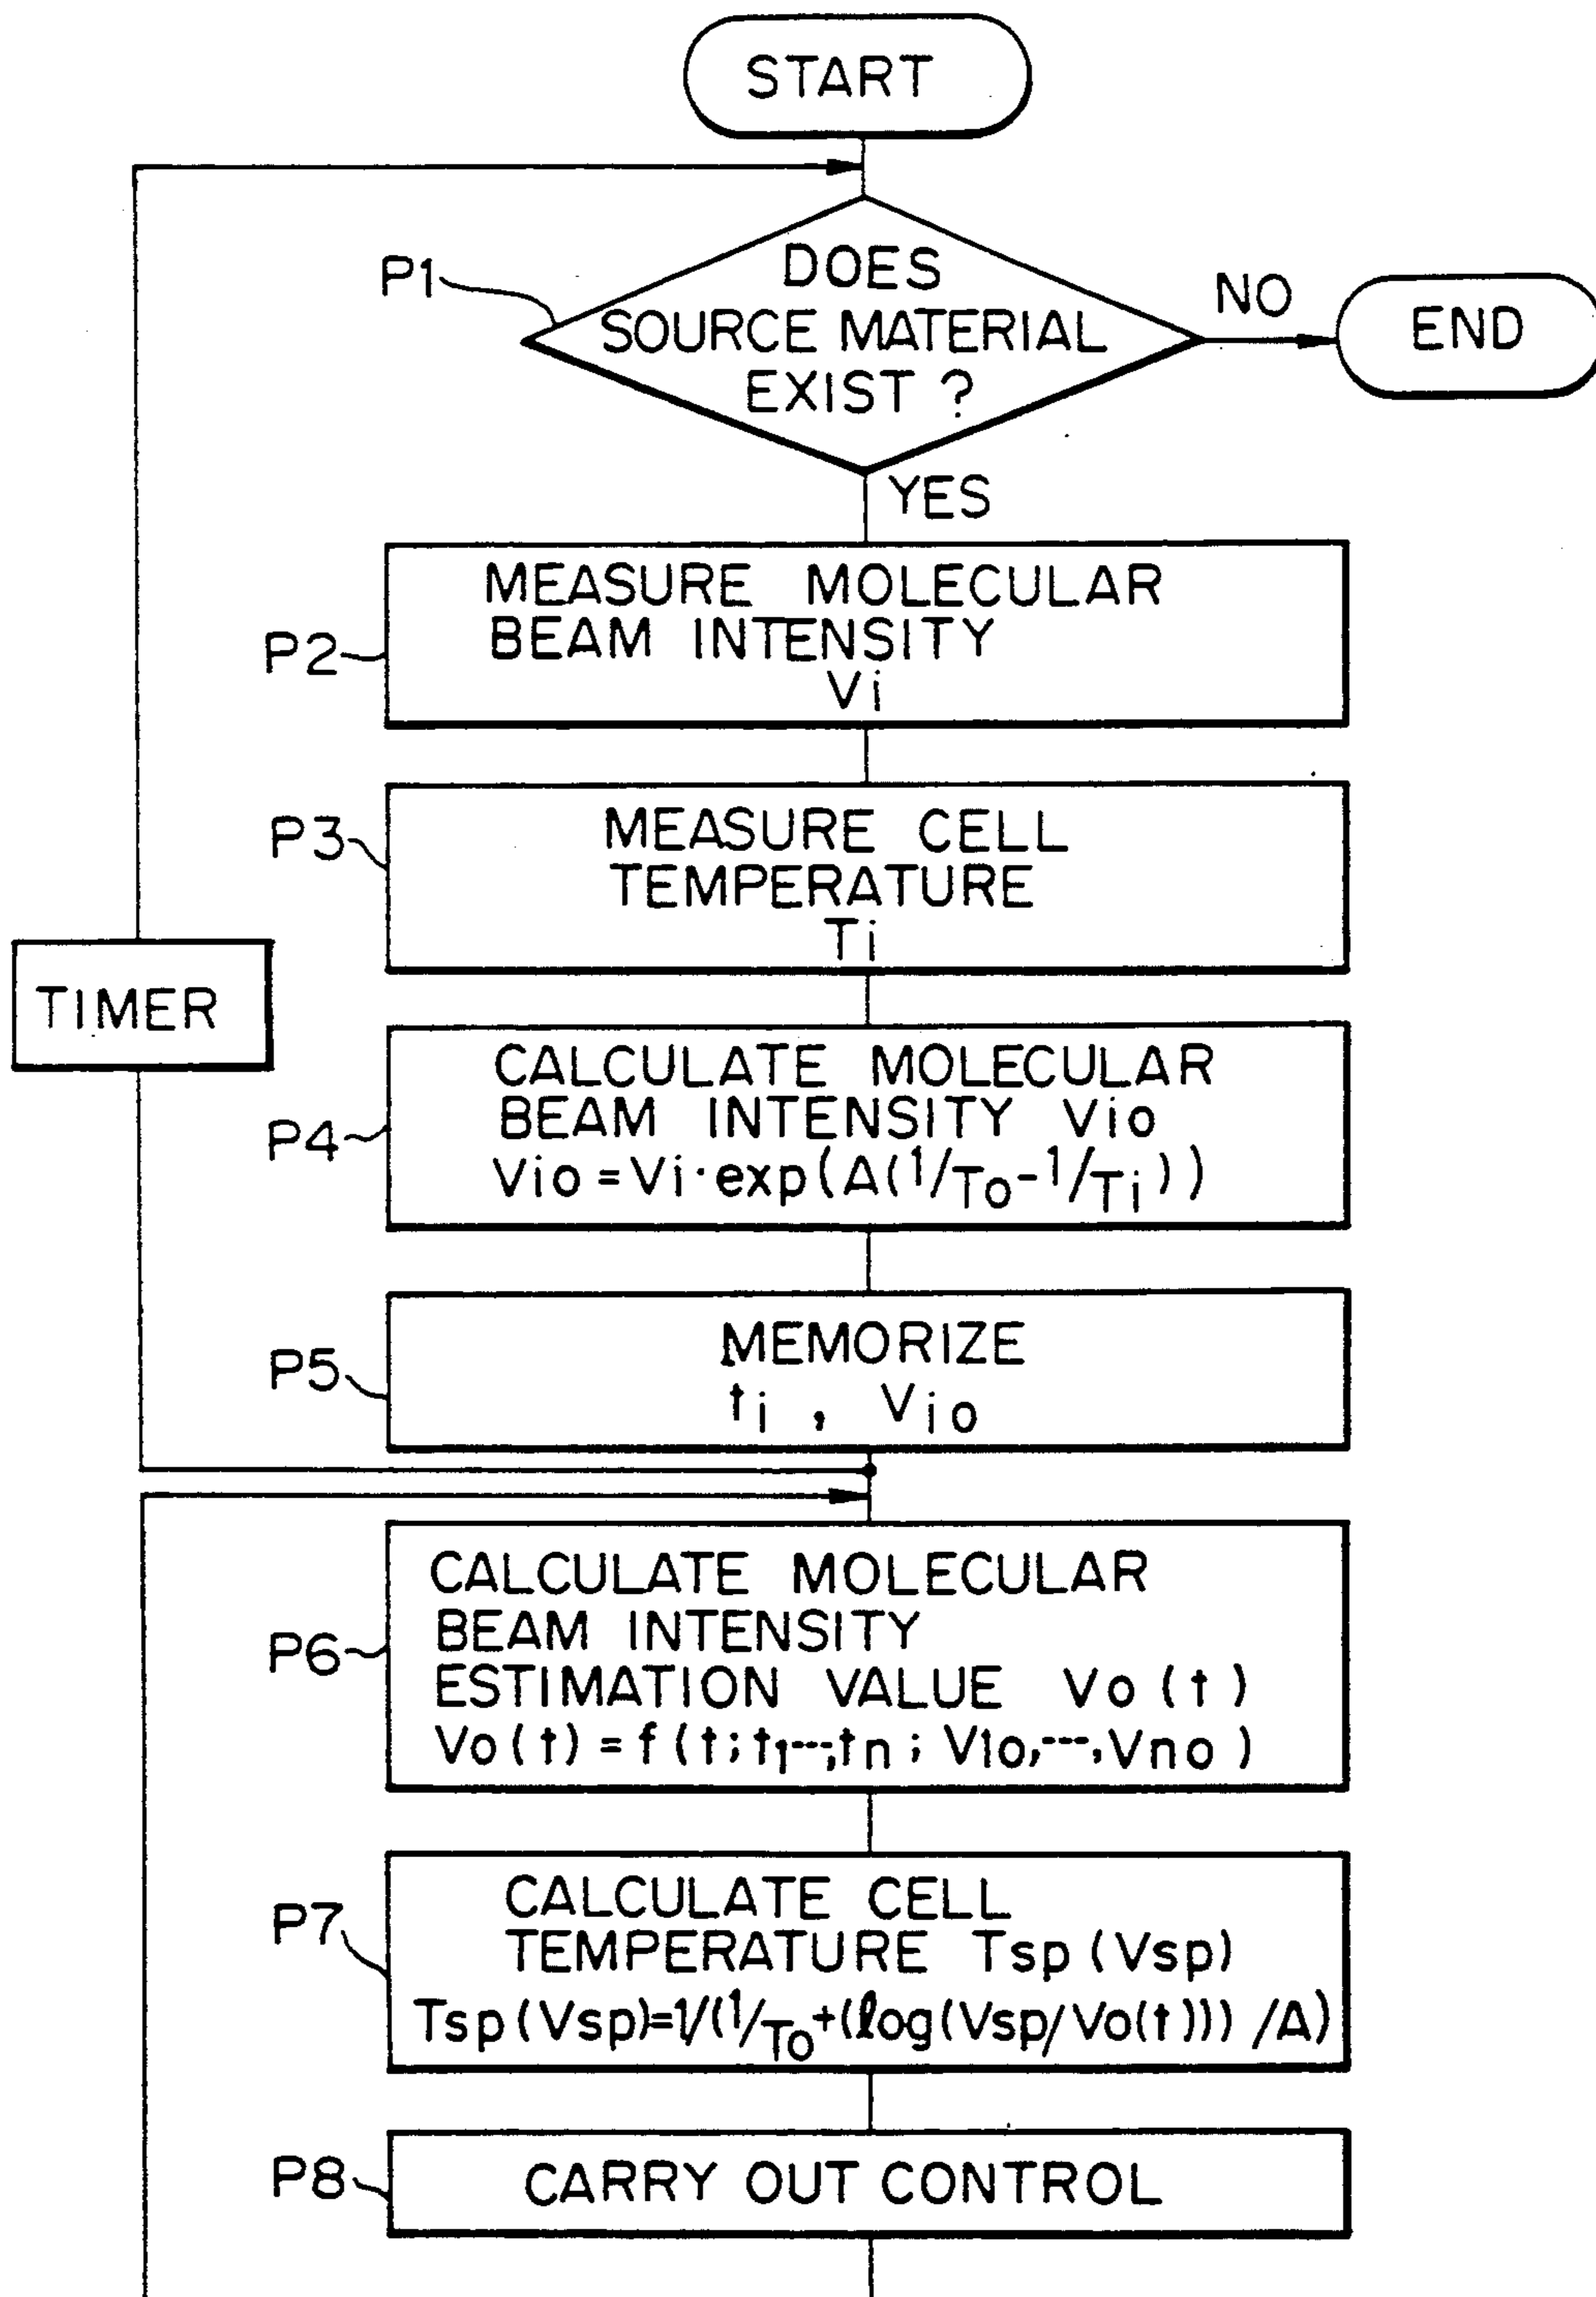 START
P1
DOES
SOURCE MATERIAL
EXIST ?
NO
END
YES
P2
MEASURE MOLECULAR
BEAM INTENSITY
Vi
P3
MEASURE CELL
TEMPERATURE
Ti
TIMER
P4
CALCULATE MOLECULAR
BEAM INTENSITY Vio
Vio = Vi·exp(A(1/To-1/Ti))
P5
MEMORIZE
ti , Vio
P6
CALCULATE MOLECULAR
BEAM INTENSITY
ESTIMATION VALUE Vo(t)
Vo(t) = f(t;t1---,tn; V1o,---,Vno)
P7
CALCULATE CELL
TEMPERATURE Tsp(Vsp)
Tsp(Vsp)=1/(1/To+(log(Vsp/Vo(t)))/A)
P8
CARRY OUT CONTROL